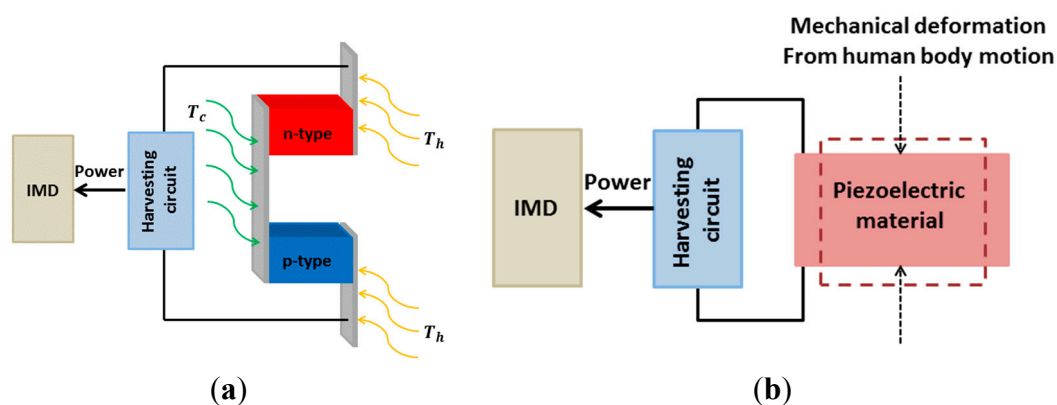 T_c
n-type
T_h
IMD
Power
Harvesting
circuit
p-type
T_h
(a)
Mechanical deformation
From human body motion
IMD
Power
Harvesting
circuit
Piezoelectric
material
(b)